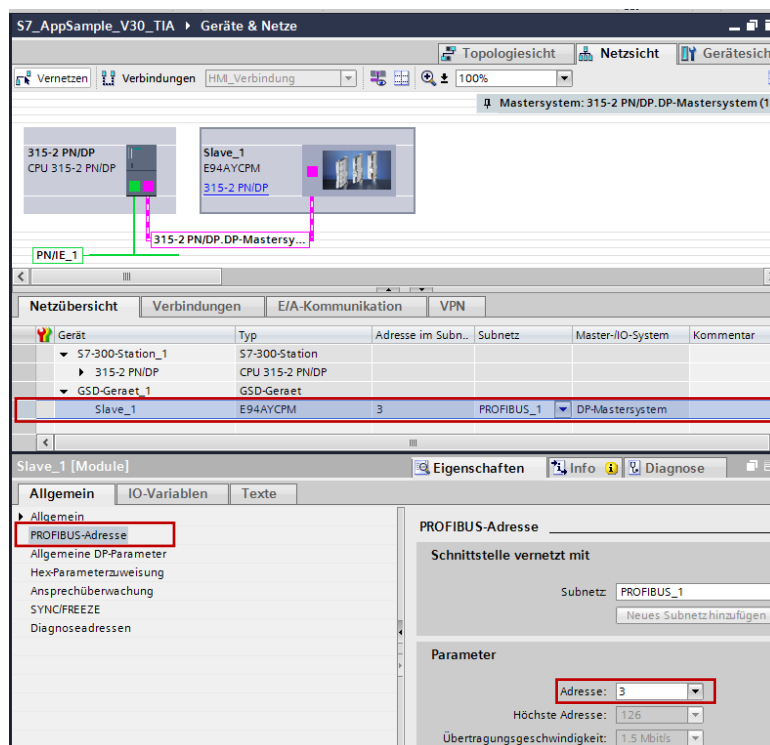 S7_AppSample_V30_TIA ▸ Geräte & Netze
Topologiesicht Netzsicht Gerätesich
Vernetzen Verbindungen HMI_Verbindung 100%
Mastersystem: 315-2 PN/DP.DP-Mastersystem (1
315-2 PN/DP
CPU 315-2 PN/DP
Slave_1
E94AYCPM
315-2 PN/DP
315-2 PN/DP.DP-Mastersy...
PN/IE_1
Netzübersicht Verbindungen E/A-Kommunikation VPN
Gerät Typ Adresse im Subn.. Subnetz Master-/IO-System Kommentar
S7-300-Station_1 S7-300-Station
315-2 PN/DP CPU 315-2 PN/DP
GSD-Geraet_1 GSD-Geraet
Slave_1 E94AYCPM 3 PROFIBUS_1 DP-Mastersystem
Slave_1 [Module] Eigenschaften Info Diagnose
Allgemein IO-Variablen Texte
Allgemein
PROFIBUS-Adresse
Allgemeine DP-Parameter
Hex-Parameterzuweisung
Ansprechüberwachung
SYNC/FREEZE
Diagnoseadressen
PROFIBUS-Adresse
Schnittstelle vernetzt mit
Subnetz: PROFIBUS_1
Neues Subnetz hinzufügen
Parameter
Adresse: 3
Höchste Adresse: 126
Übertragungsgeschwindigkeit: 1.5 Mbit/s